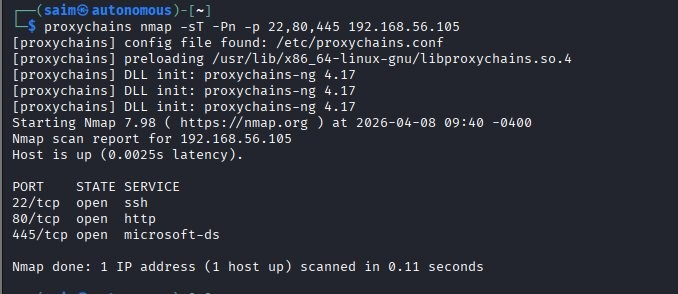 ┌──(saim㉿autonomous)-[~]
└─$ proxychains nmap -sT -Pn -p 22,80,445 192.168.56.105
[proxychains] config file found: /etc/proxychains.conf
[proxychains] preloading /usr/lib/x86_64-linux-gnu/libproxychains.so.4
[proxychains] DLL init: proxychains-ng 4.17
[proxychains] DLL init: proxychains-ng 4.17
[proxychains] DLL init: proxychains-ng 4.17
Starting Nmap 7.98 ( https://nmap.org ) at 2026-04-08 09:40 -0400
Nmap scan report for 192.168.56.105
Host is up (0.0025s latency).
PORT    STATE SERVICE
22/tcp  open  ssh
80/tcp  open  http
445/tcp open  microsoft-ds
Nmap done: 1 IP address (1 host up) scanned in 0.11 seconds